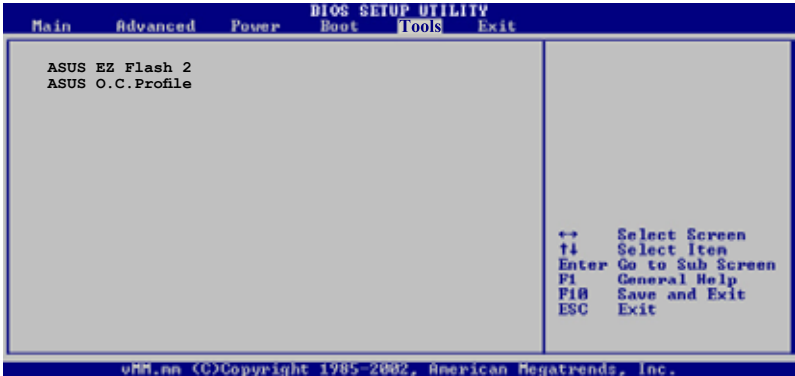 BIOS SETUP UTILITY
Main Advanced Power Boot Tools Exit
ASUS EZ Flash 2
ASUS O.C.Profile
↔ Select Screen
↑↓ Select Item
Enter Go to Sub Screen
F1 General Help
F10 Save and Exit
ESC Exit
vMM.mm (C)Copyright 1985-2002, American Megatrends, Inc.